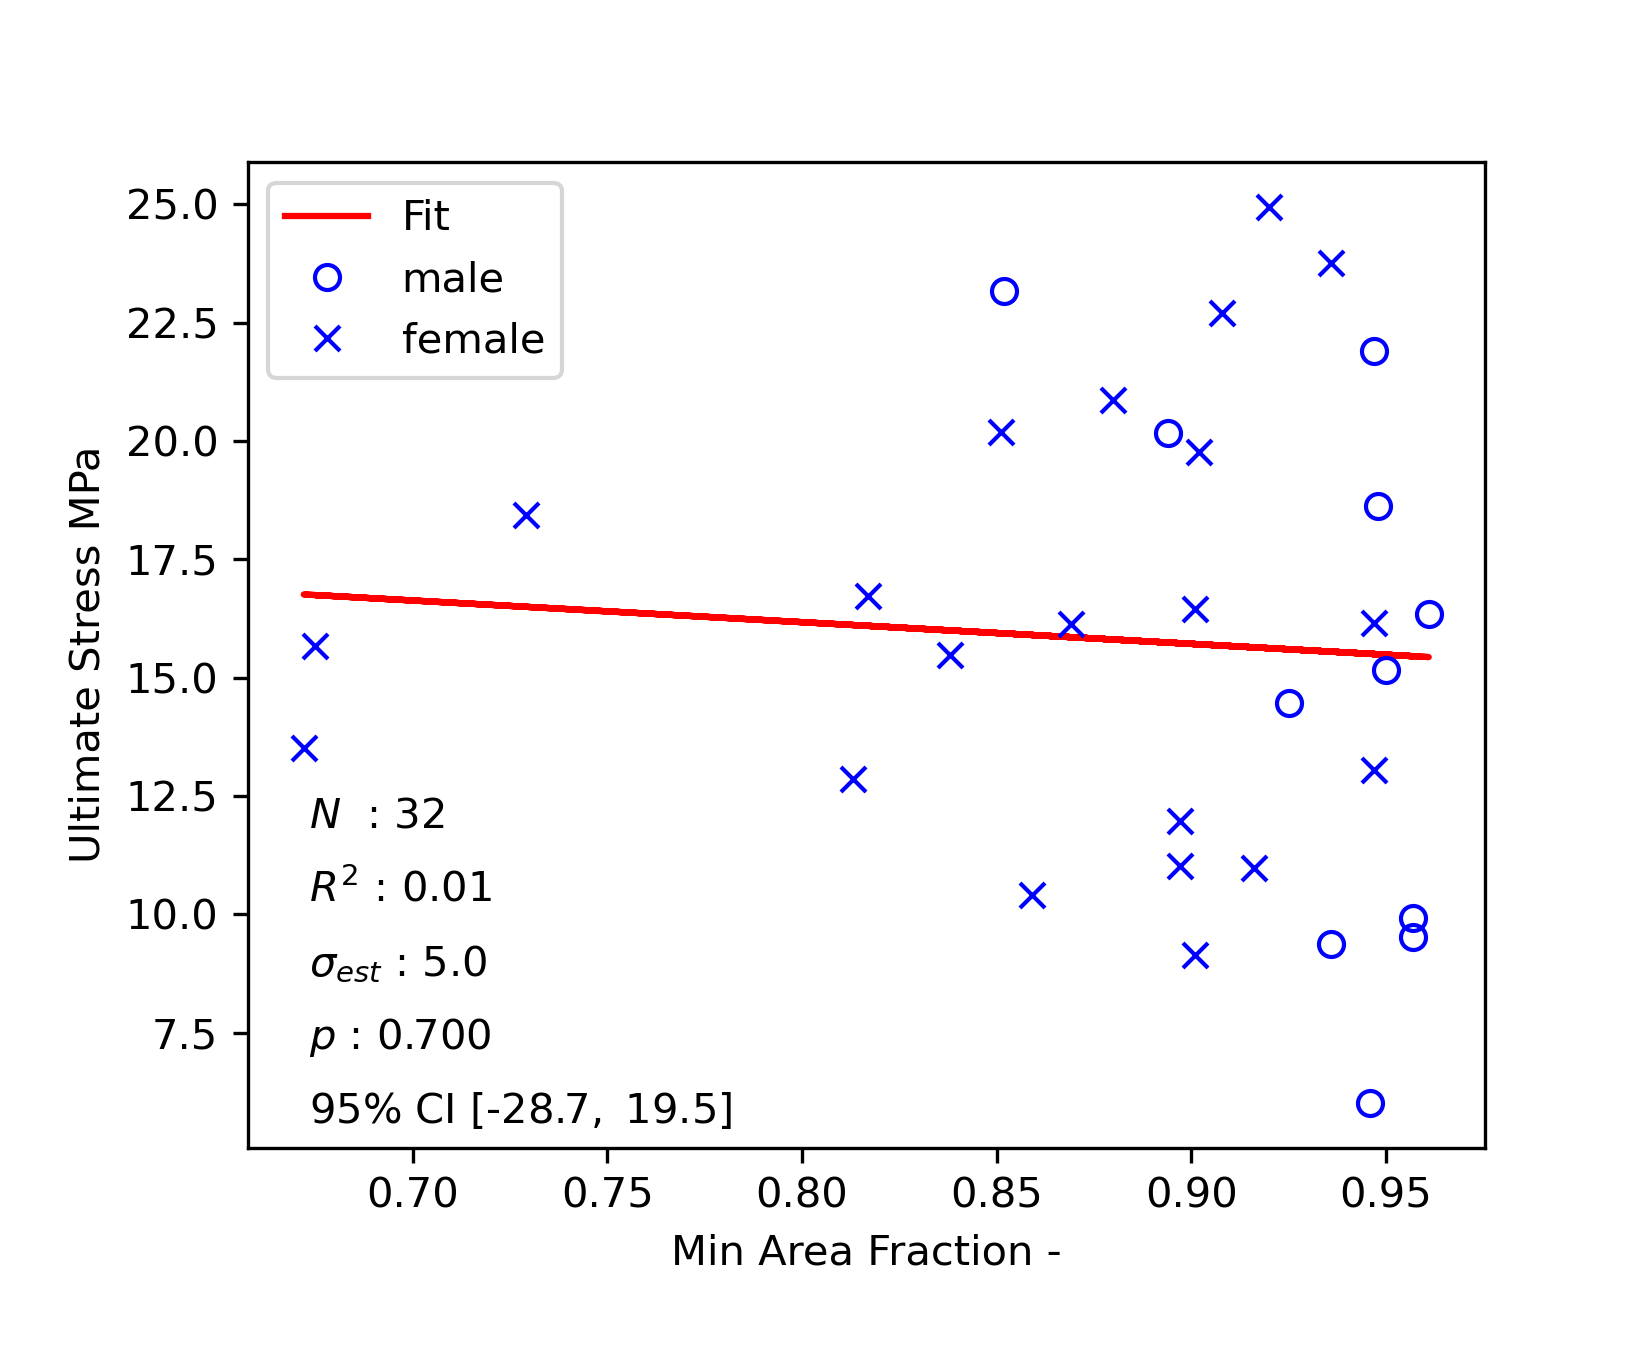 25.0
22.5
20.0
17.5
15.0
12.5
10.0
7.5
Ultimate Stress MPa
Fit
male
female
N : 32
R² : 0.01
σ_est : 5.0
p : 0.700
95% CI [-28.7, 19.5]
0.70 0.75 0.80 0.85 0.90 0.95
Min Area Fraction -